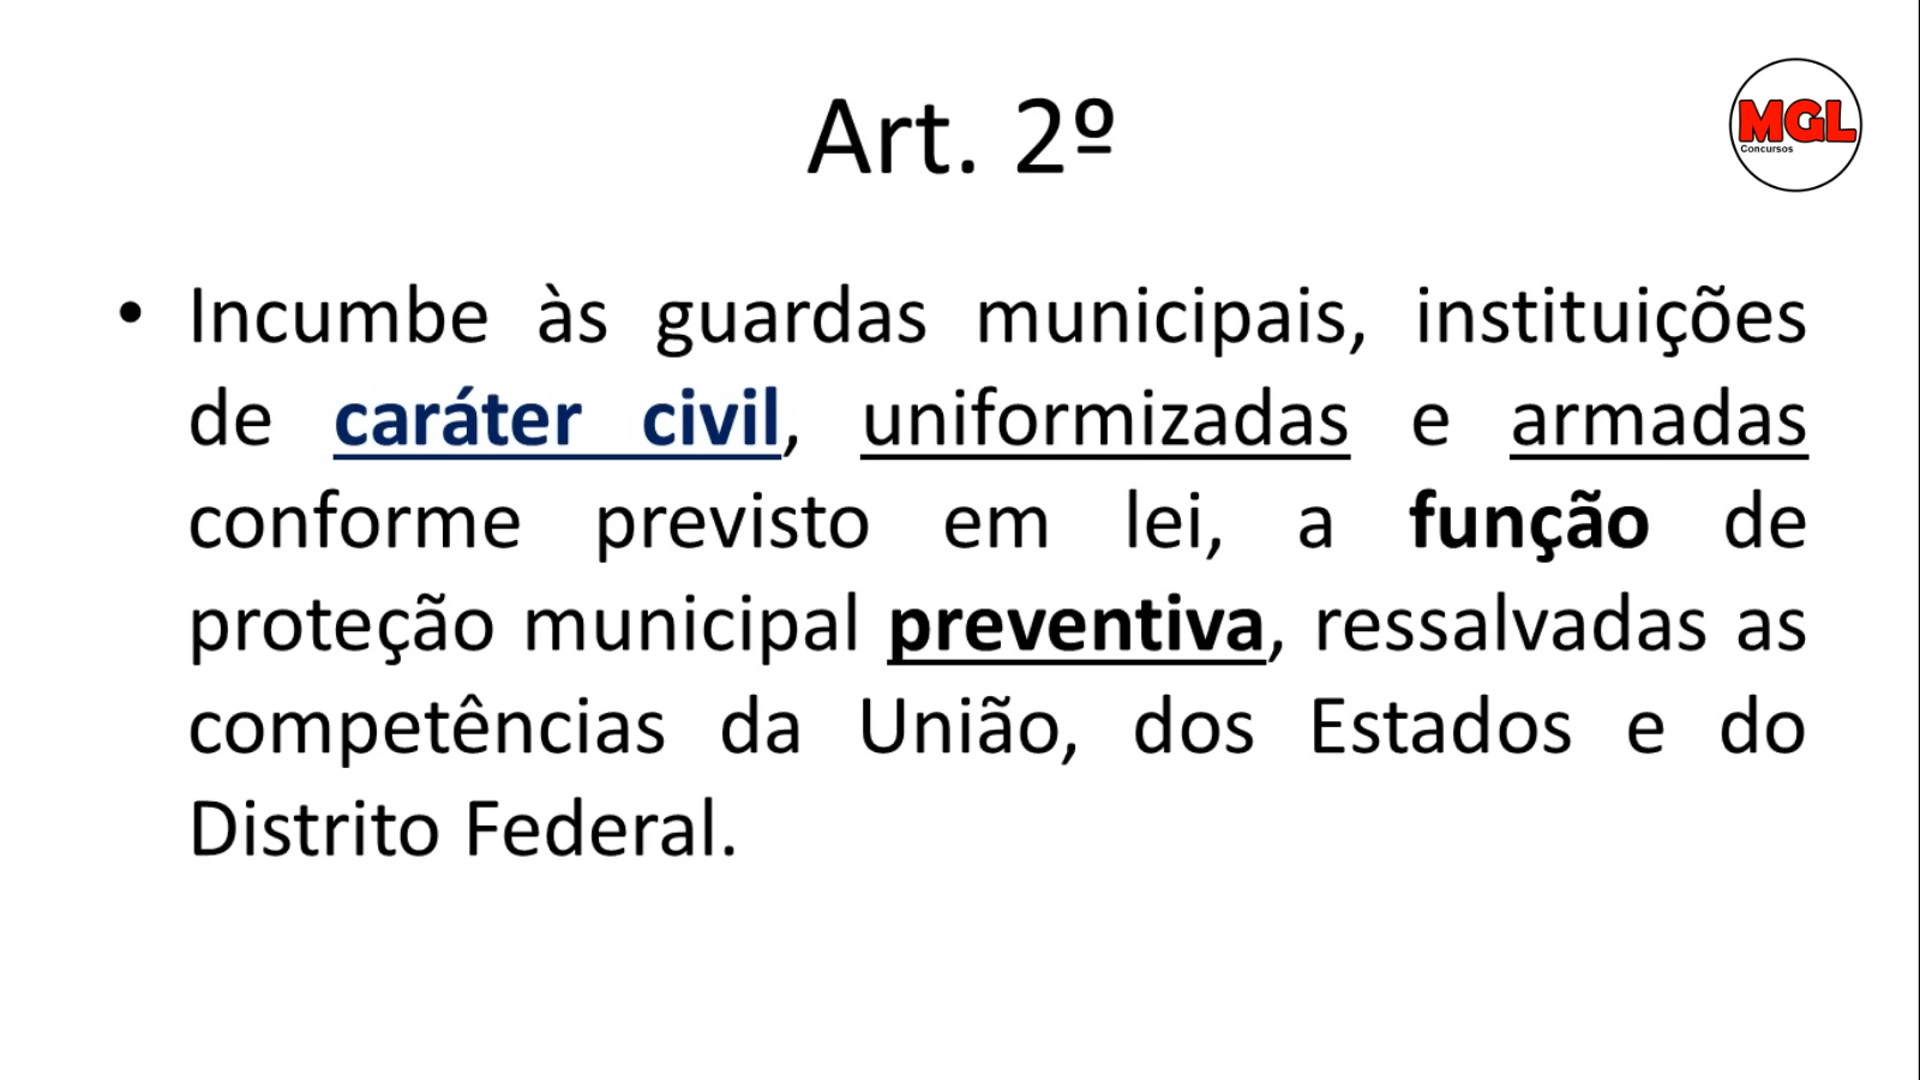 Art. 2º
MGL
Concursos
• Incumbe às guardas municipais, instituições
de caráter civil, uniformizadas e armadas
conforme previsto em lei, a função de
proteção municipal preventiva, ressalvadas as
competências da União, dos Estados e do
Distrito Federal.